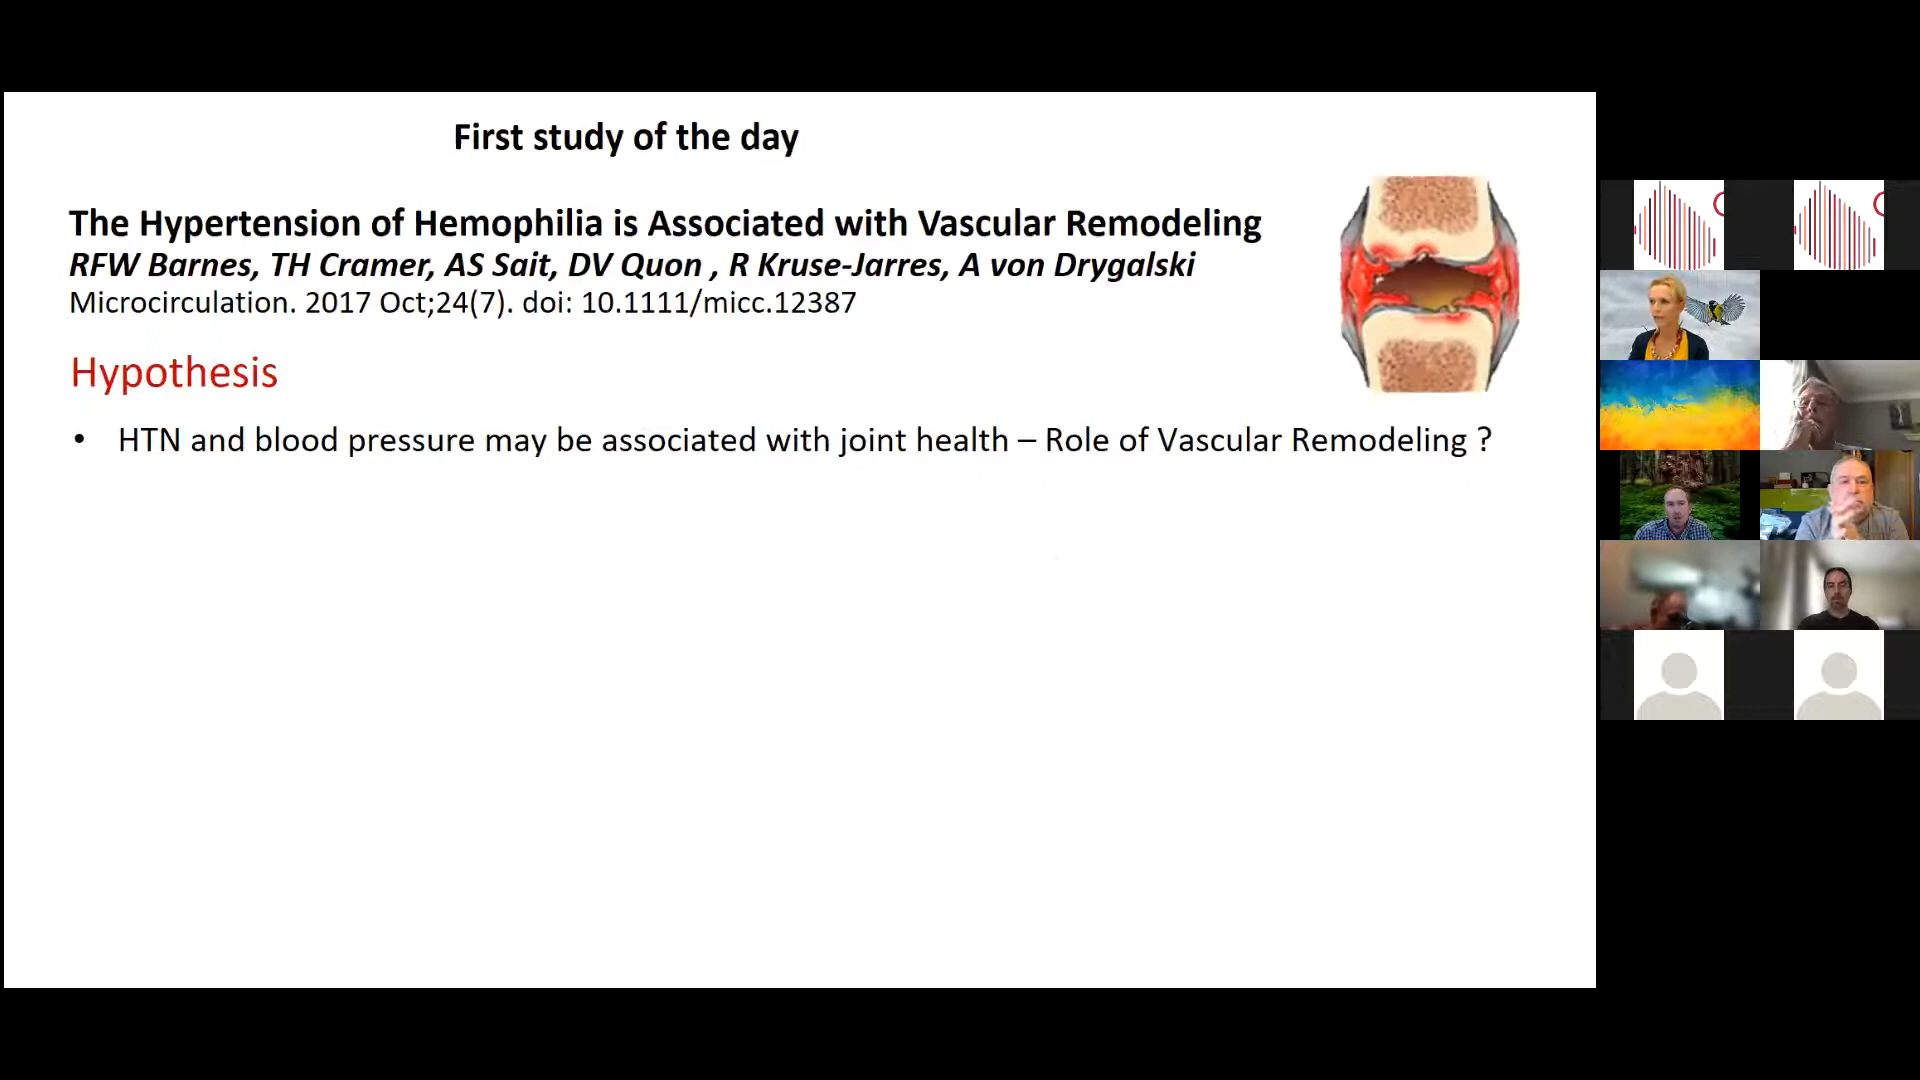 First study of the day
The Hypertension of Hemophilia is Associated with Vascular Remodeling
RFW Barnes, TH Cramer, AS Sait, DV Quon , R Kruse-Jarres, A von Drygalski
Microcirculation. 2017 Oct;24(7). doi: 10.1111/micc.12387
Hypothesis
• HTN and blood pressure may be associated with joint health – Role of Vascular Remodeling ?